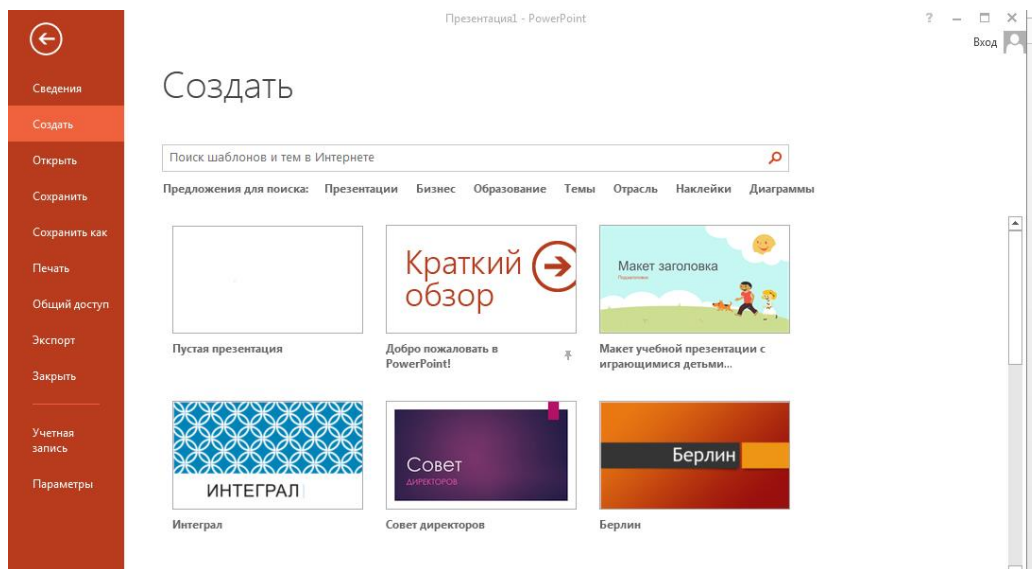 Презентация1 - PowerPoint
?
Вход
Сведения
Создать
Открыть
Сохранить
Сохранить как
Печать
Общий доступ
Экспорт
Закрыть
Учетная
запись
Параметры
Создать
Поиск шаблонов и тем в Интернете
Предложения для поиска: Презентации Бизнес Образование Темы Отрасль Наклейки Диаграммы
Пустая презентация
Краткий
обзор
Добро пожаловать в
PowerPoint!
Макет заголовка
Подзаголовок
Макет учебной презентации с
играющимися детьми...
ИНТЕГРАЛ
Интеграл
Совет
ДИРЕКТОРОВ
Совет директоров
Берлин
Берлин